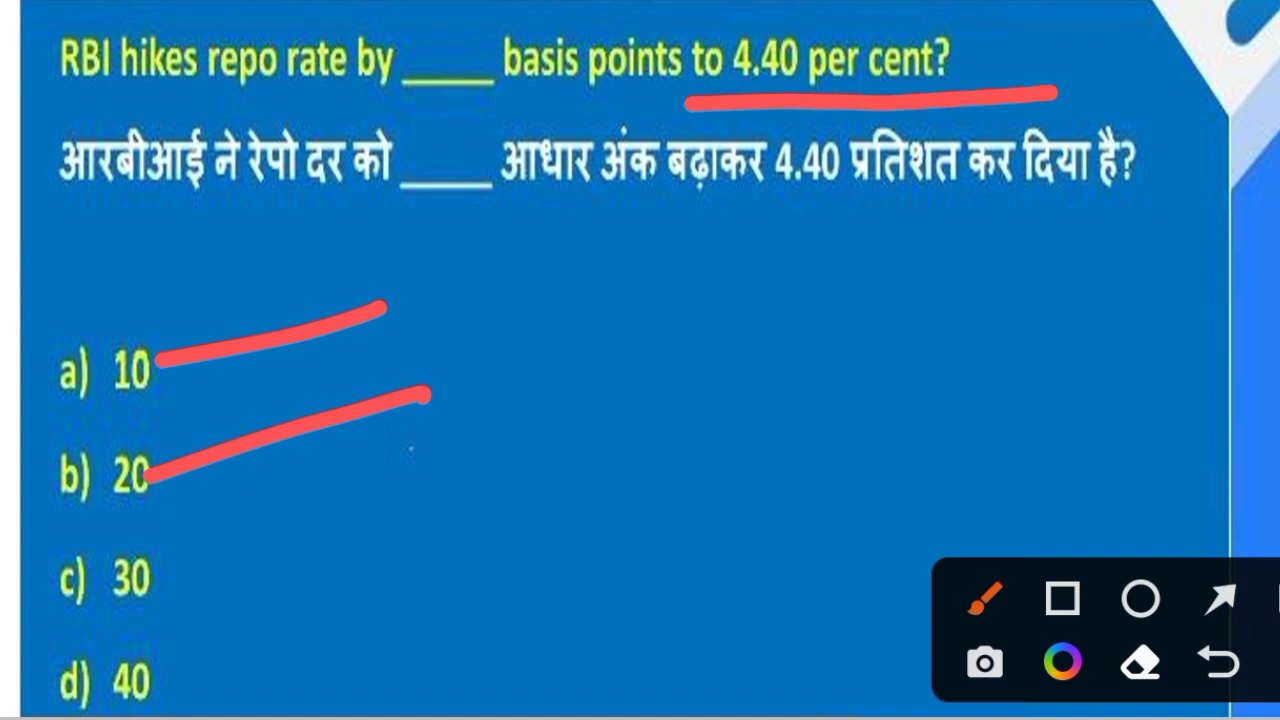 RBI hikes repo rate by _____ basis points to 4.40 per cent?
आरबीआई ने रेपो दर को _____ आधार अंक बढ़ाकर 4.40 प्रतिशत कर दिया है?
a) 10
b) 20
c) 30
d) 40